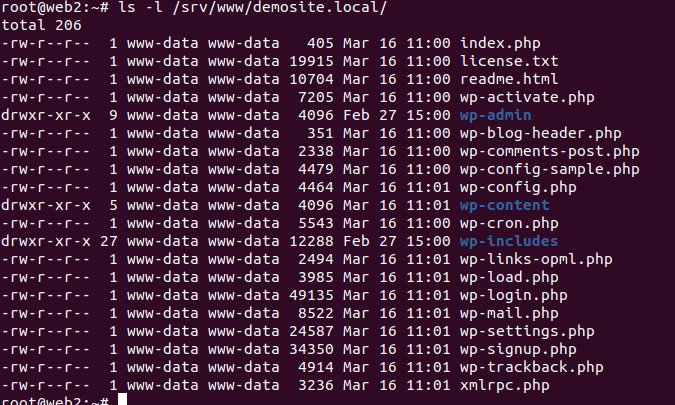 root@web2:~# ls -l /srv/www/demosite.local/
total 206
-rw-r--r--  1 www-data www-data   405 Mar 16 11:00 index.php
-rw-r--r--  1 www-data www-data 19915 Mar 16 11:00 license.txt
-rw-r--r--  1 www-data www-data 10704 Mar 16 11:00 readme.html
-rw-r--r--  1 www-data www-data  7205 Mar 16 11:01 wp-activate.php
drwxr-xr-x  9 www-data www-data  4096 Feb 27 15:00 wp-admin
-rw-r--r--  1 www-data www-data   351 Mar 16 11:00 wp-blog-header.php
-rw-r--r--  1 www-data www-data  2338 Mar 16 11:00 wp-comments-post.php
-rw-r--r--  1 www-data www-data  4479 Mar 16 11:00 wp-config-sample.php
-rw-r--r--  1 www-data www-data  4464 Mar 16 11:01 wp-config.php
drwxr-xr-x  5 www-data www-data  4096 Mar 16 11:01 wp-content
-rw-r--r--  1 www-data www-data  5543 Mar 16 11:00 wp-cron.php
drwxr-xr-x 27 www-data www-data 12288 Feb 27 15:00 wp-includes
-rw-r--r--  1 www-data www-data  2494 Mar 16 11:01 wp-links-opml.php
-rw-r--r--  1 www-data www-data  3985 Mar 16 11:01 wp-load.php
-rw-r--r--  1 www-data www-data 49135 Mar 16 11:01 wp-login.php
-rw-r--r--  1 www-data www-data  8522 Mar 16 11:01 wp-mail.php
-rw-r--r--  1 www-data www-data 24587 Mar 16 11:01 wp-settings.php
-rw-r--r--  1 www-data www-data 34350 Mar 16 11:01 wp-signup.php
-rw-r--r--  1 www-data www-data  4914 Mar 16 11:01 wp-trackback.php
-rw-r--r--  1 www-data www-data  3236 Mar 16 11:01 xmlrpc.php
root@web2:~#